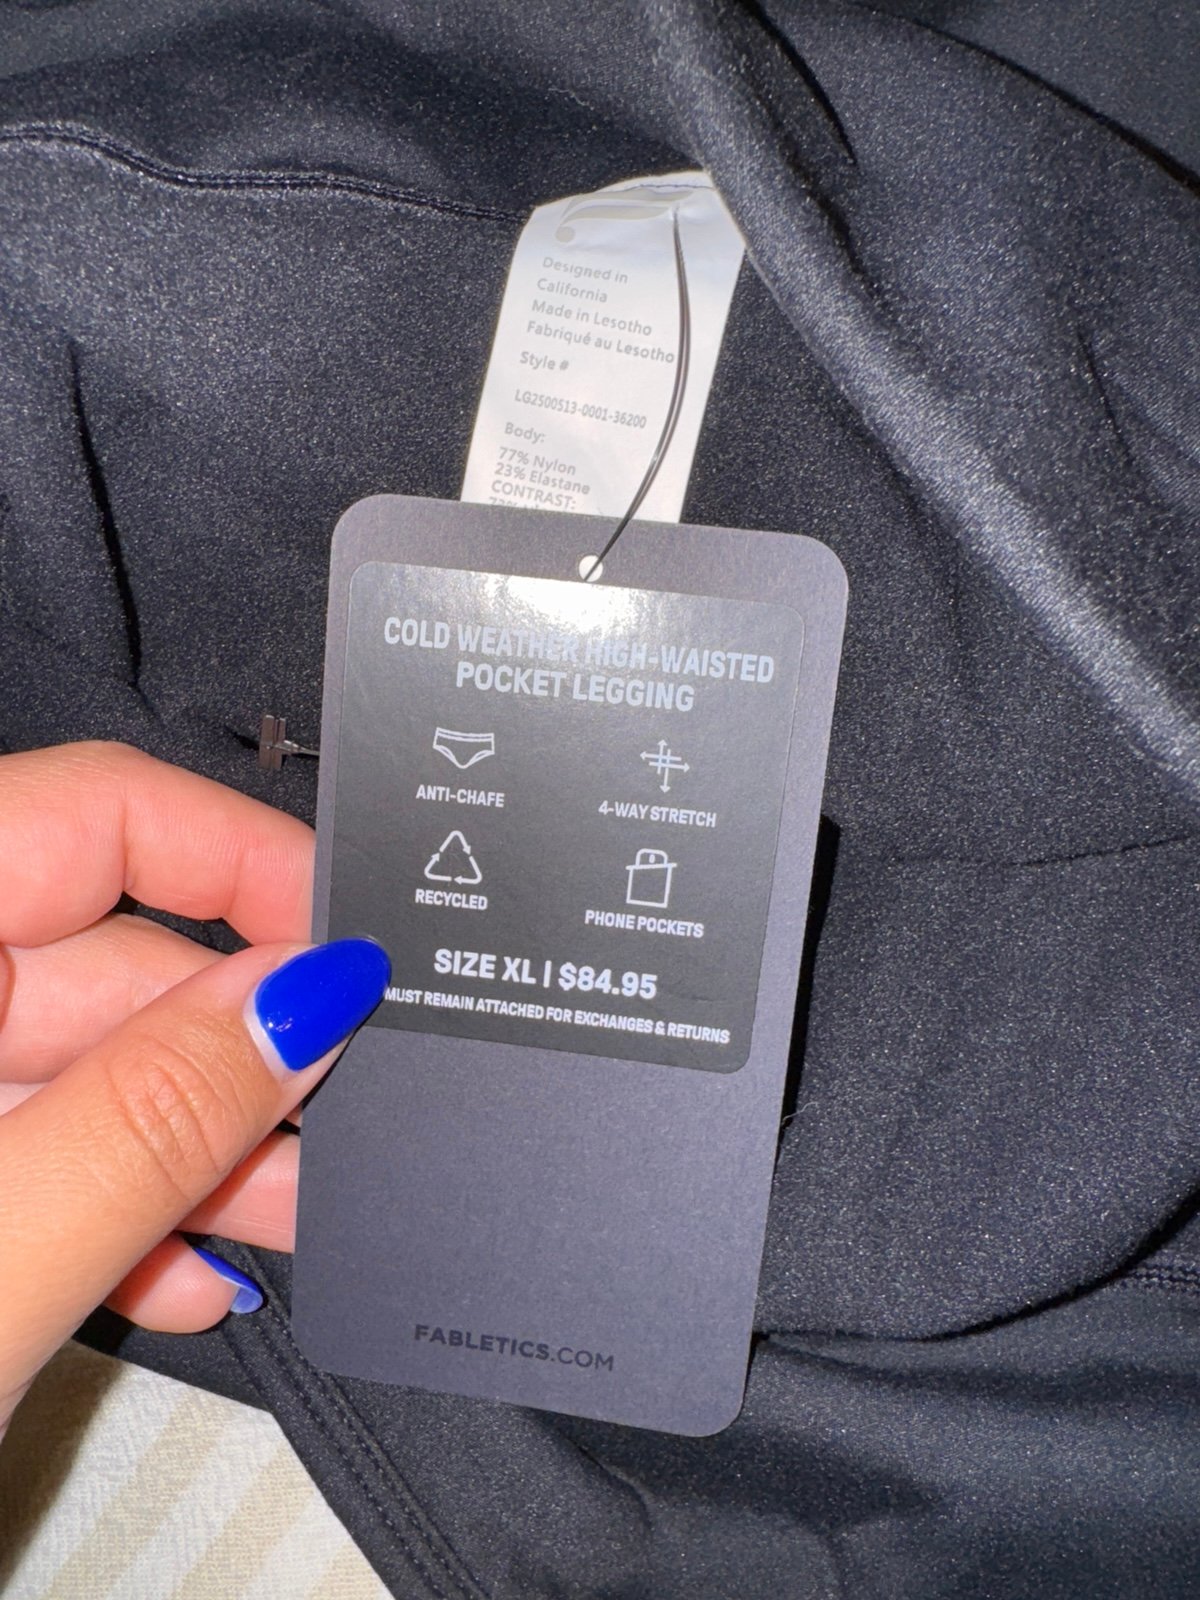 Designed in
California
Made in Lesotho
Fabriqué au Lesotho
Style #
LG2500513-0001-36200
Body:
77% Nylon
23% Elastane
CONTRAST:
COLD WEATHER HIGH-WAISTED
POCKET LEGGING
ANTI-CHAFE
4-WAY STRETCH
RECYCLED
PHONE POCKETS
SIZE XL | $84.95
MUST REMAIN ATTACHED FOR EXCHANGES & RETURNS
FABLETICS.COM